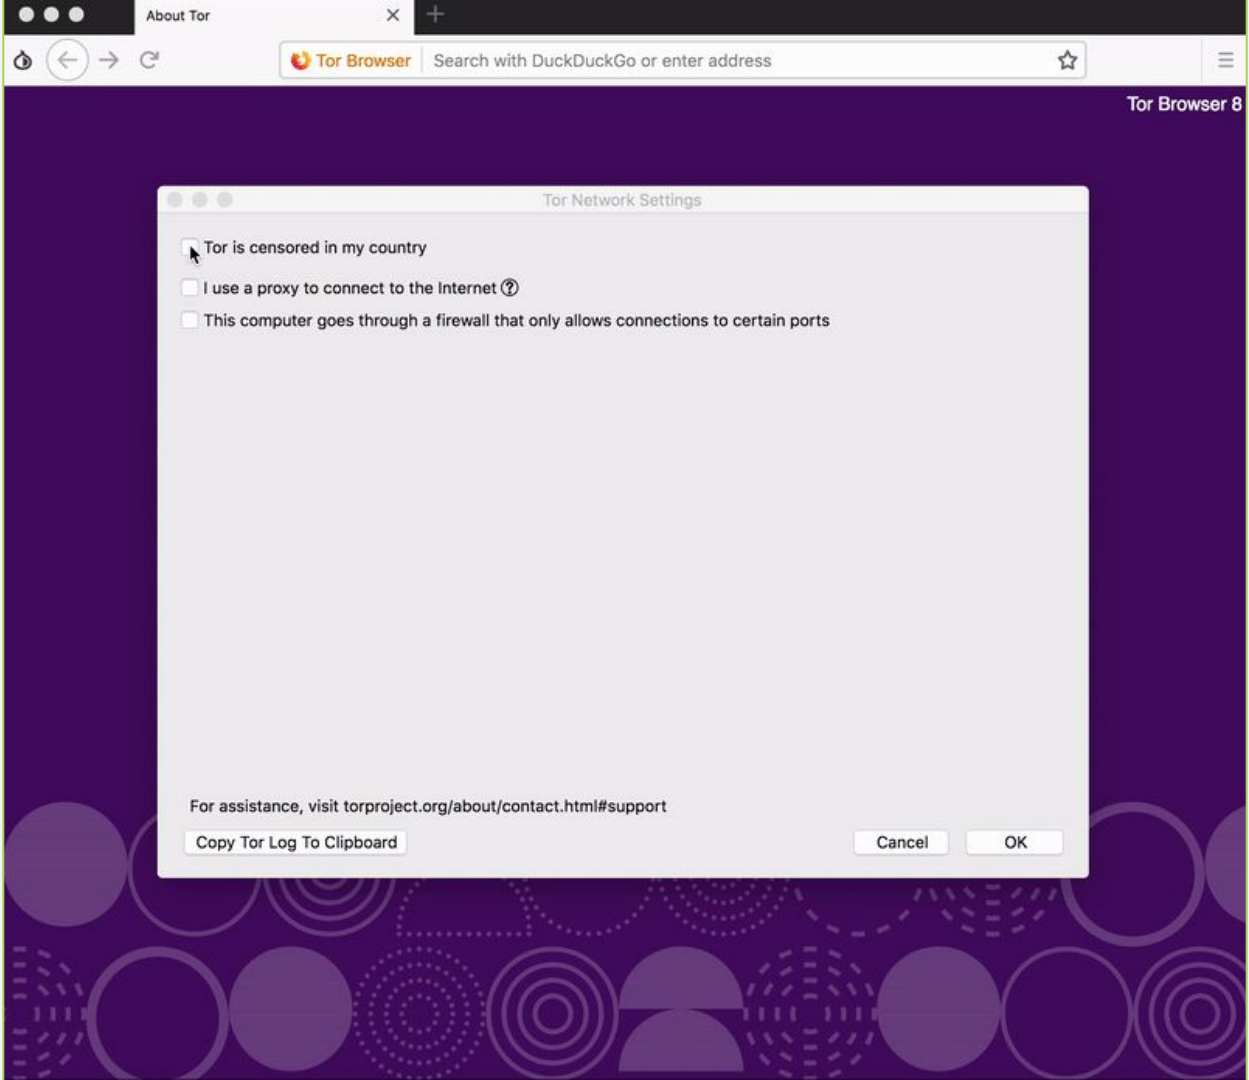 About Tor
Tor Browser Search with DuckDuckGo or enter address
Tor Browser 8
Tor Network Settings
Tor is censored in my country
I use a proxy to connect to the Internet ?
This computer goes through a firewall that only allows connections to certain ports
For assistance, visit torproject.org/about/contact.html#support
Copy Tor Log To Clipboard
Cancel OK